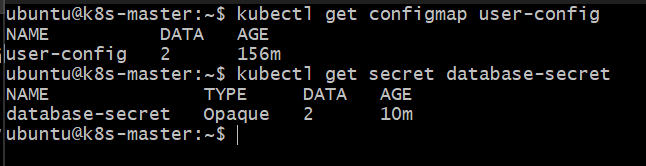 ubuntu@k8s-master:~$ kubectl get configmap user-config
NAME DATA AGE
user-config 2 156m
ubuntu@k8s-master:~$ kubectl get secret database-secret
NAME TYPE DATA AGE
database-secret Opaque 2 10m
ubuntu@k8s-master:~$